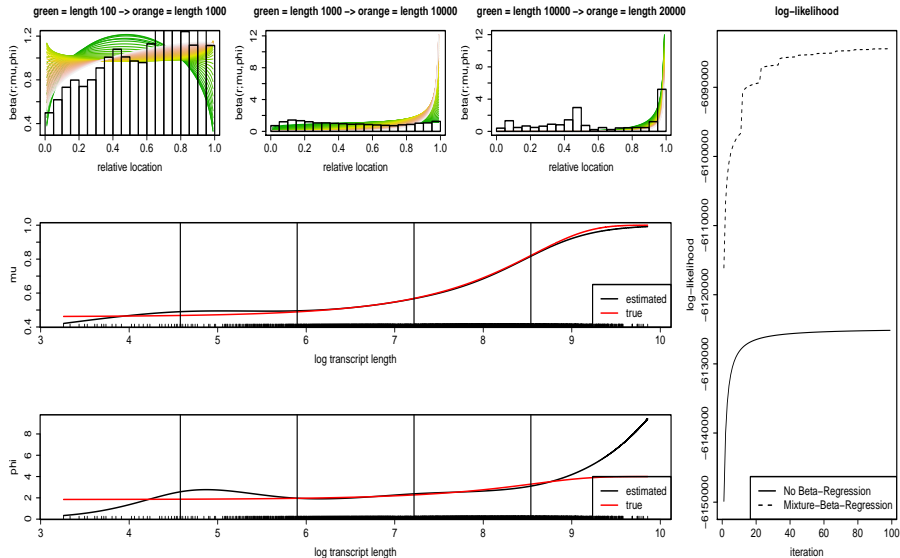 green = length 100 -> orange = length 1000
green = length 1000 -> orange = length 10000
green = length 10000 -> orange = length 20000
log-likelihood
beta(r;mu,phi)
0.4 0.8 1.2
0.0 0.2 0.4 0.6 0.8 1.0
relative location
beta(r;mu,phi)
0 4 8 12
0.0 0.2 0.4 0.6 0.8 1.0
relative location
beta(r;mu,phi)
0 4 8 12
0.0 0.2 0.4 0.6 0.8 1.0
relative location
mu
0.4 0.6 0.8 1.0
estimated
true
3 4 5 6 7 8 9 10
log transcript length
phi
0 2 4 6 8
estimated
true
3 4 5 6 7 8 9 10
log transcript length
log-likelihood
-6150000 -6140000 -6130000 -6120000 -6110000 -6100000 -6090000
No Beta-Regression
Mixture-Beta-Regression
0 20 40 60 80 100
iteration